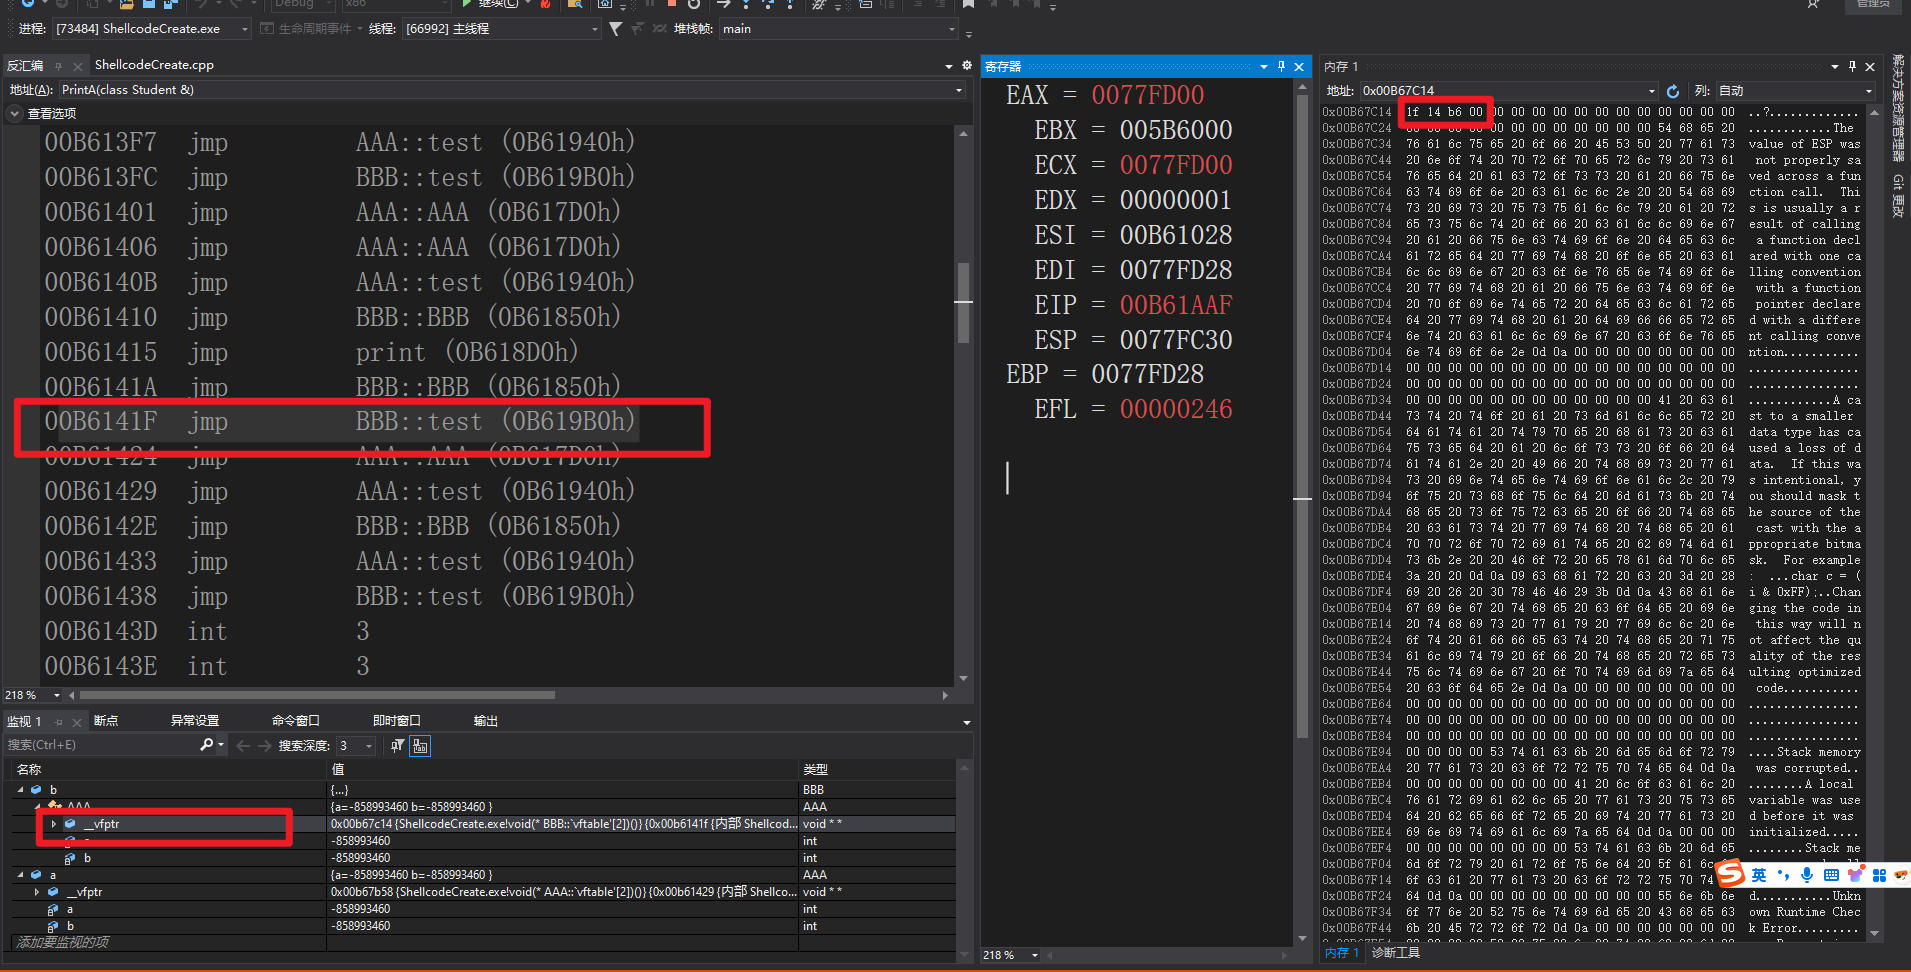 Debug x86 继续(C) 管理员
进程: [73484] ShellcodeCreate.exe 生命周期事件 线程: [66992] 主线程 堆栈帧: main
反汇编 ShellcodeCreate.cpp
地址(A): PrintA(class Student &)
查看选项
00B613F7 jmp AAA::test (0B61940h)
00B613FC jmp BBB::test (0B619B0h)
00B61401 jmp AAA::AAA (0B617D0h)
00B61406 jmp AAA::AAA (0B617D0h)
00B6140B jmp AAA::test (0B61940h)
00B61410 jmp BBB::BBB (0B61850h)
00B61415 jmp print (0B618D0h)
00B6141A jmp BBB::BBB (0B61850h)
00B6141F jmp BBB::test (0B619B0h)
00B61424 jmp AAA::AAA (0B617D0h)
00B61429 jmp AAA::test (0B61940h)
00B6142E jmp BBB::BBB (0B61850h)
00B61433 jmp AAA::test (0B61940h)
00B61438 jmp BBB::test (0B619B0h)
00B6143D int 3
00B6143E int 3
218 %
寄存器
EAX = 0077FD00
EBX = 005B6000
ECX = 0077FD00
EDX = 00000001
ESI = 00B61028
EDI = 0077FD28
EIP = 00B61AAF
ESP = 0077FC30
EBP = 0077FD28
EFL = 00000246
218 %
内存 1
地址: 0x00B67C14 列: 自动
0x00B67C14 1f 14 b6 00 00 00 00 00 00 00 00 00 00 00 00 00 ..?.............
0x00B67C34 76 61 6c 75 65 20 6f 66 20 45 53 50 20 77 61 73 value of ESP was
0x00B67C44 20 6e 6f 74 20 70 72 6f 70 65 72 6c 79 20 73 61 not properly sa
0x00B67C54 76 65 64 20 61 63 72 6f 73 73 20 61 20 66 75 6e ved across a fun
0x00B67C64 63 74 69 6f 6e 20 63 61 6c 6c 2e 20 20 54 68 69 ction call.  Thi
0x00B67C74 73 20 69 73 20 75 73 75 61 6c 6c 79 20 61 20 72 s is usually a r
0x00B67C84 65 73 75 6c 74 20 6f 66 20 63 61 6c 6c 69 6e 67 esult of calling
0x00B67C94 20 61 20 66 75 6e 63 74 69 6f 6e 20 64 65 63 6c a function decl
0x00B67CA4 61 72 65 64 20 77 69 74 68 20 6f 6e 65 20 63 61 ared with one ca
0x00B67CB4 6c 6c 69 6e 67 20 63 6f 6e 76 65 6e 74 69 6f 6e lling convention
0x00B67CC4 20 77 69 74 68 20 61 20 66 75 6e 63 74 69 6f 6e with a function
0x00B67CD4 20 70 6f 69 6e 74 65 72 20 64 65 63 6c 61 72 65 pointer declare
0x00B67CE4 64 20 77 69 74 68 20 61 20 64 69 66 66 65 72 65 d with a differe
0x00B67CF4 6e 74 20 63 61 6c 6c 69 6e 67 20 63 6f 6e 76 65 nt calling conve
0x00B67D04 6e 74 69 6f 6e 2e 0d 0a 00 00 00 00 00 00 00 00 ntion...........
0x00B67D14 00 00 00 00 00 00 00 00 00 00 00 00 00 00 00 00 ................
0x00B67D24 00 00 00 00 00 00 00 00 00 00 00 00 00 00 00 00 ................
0x00B67D34 00 00 00 00 00 00 00 00 00 00 00 00 41 20 63 61 ............A ca
0x00B67D44 73 74 20 74 6f 20 61 20 73 6d 61 6c 6c 65 72 20 st to a smaller
0x00B67D54 64 61 74 61 20 74 79 70 65 20 68 61 73 20 63 61 data type has ca
0x00B67D64 75 73 65 64 20 61 20 6c 6f 73 73 20 6f 66 20 64 used a loss of d
0x00B67D74 61 74 61 2e 20 20 49 66 20 74 68 69 73 20 77 61 ata.  If this wa
0x00B67D84 73 20 69 6e 74 65 6e 74 69 6f 6e 61 6c 2c 20 79 s intentional, y
0x00B67D94 6f 75 20 73 68 6f 75 6c 64 20 6d 61 73 6b 20 74 ou should mask t
0x00B67DA4 68 65 20 73 6f 75 72 63 65 20 6f 66 20 74 68 65 he source of the
0x00B67DB4 20 63 61 73 74 20 77 69 74 68 20 74 68 65 20 61 cast with the a
0x00B67DC4 70 70 72 6f 70 72 69 61 74 65 20 62 69 74 6d 61 ppropriate bitma
0x00B67DD4 73 6b 2e 20 20 46 6f 72 20 65 78 61 6d 70 6c 65 sk.  For example
0x00B67DE4 3a 20 20 0d 0a 09 63 68 61 72 20 63 20 3d 20 28 :  ...char c = (
0x00B67DF4 69 20 26 20 30 78 46 46 29 3b 0d 0a 43 68 61 6e i & 0xFF);..Chan
0x00B67E04 67 69 6e 67 20 74 68 65 20 63 6f 64 65 20 69 6e ging the code in
0x00B67E14 20 74 68 69 73 20 77 61 79 20 77 69 6c 6c 20 6e this way will n
0x00B67E24 6f 74 20 61 66 66 65 63 74 20 74 68 65 20 71 75 ot affect the qu
0x00B67E34 61 6c 69 74 79 20 6f 66 20 74 68 65 20 72 65 73 ality of the res
0x00B67E44 75 6c 74 69 6e 67 20 6f 70 74 69 6d 69 7a 65 64 ulting optimized
0x00B67E54 20 63 6f 64 65 2e 0d 0a 00 00 00 00 00 00 00 00 code...........
0x00B67E64 00 00 00 00 00 00 00 00 00 00 00 00 00 00 00 00 ................
0x00B67E74 00 00 00 00 00 00 00 00 00 00 00 00 00 00 00 00 ................
0x00B67E84 00 00 00 00 00 00 00 00 00 00 00 00 00 00 00 00 ................
0x00B67E94 00 00 00 00 53 74 61 63 6b 20 6d 65 6d 6f 72 79 ....Stack memory
0x00B67EA4 20 77 61 73 20 63 6f 72 72 75 70 74 65 64 0d 0a was corrupted..
0x00B67EB4 00 00 00 00 00 00 00 00 41 20 6c 6f 63 61 6c 20 ........A local
0x00B67EC4 76 61 72 69 61 62 6c 65 20 77 61 73 20 75 73 65 variable was use
0x00B67ED4 64 20 62 65 66 6f 72 65 20 69 74 20 77 61 73 20 d before it was
0x00B67EE4 69 6e 69 74 69 61 6c 69 7a 65 64 0d 0a 00 00 00 initialized.....
0x00B67EF4 00 00 00 00 00 00 00 00 53 74 61 63 6b 20 6d 65 ........Stack me
0x00B67F04 6d 6f 72 79 20 61 72 6f 75 6e 64 20 5f 61 6c
0x00B67F14 6f 63 61 20 77 61 73 20 63 6f 72 72 75 70 74
0x00B67F24 64 0d 0a 00 00 00 00 00 00 00 00 00 55 6e 6b 6e d...........Unkn
0x00B67F34 6f 77 6e 20 52 75 6e 74 69 6d 65 20 43 68 65 63 own Runtime Chec
0x00B67F44 6b 20 45 72 72 6f 72 0d 0a 00 00 00 00 00 00 00 k Error.........
内存 1 诊断工具
解决方案资源管理器 Git 更改
英
监视 1 断点 异常设置 命令窗口 即时窗口 输出
搜索(Ctrl+E) 搜索深度: 3
名称 值 类型
b {...} BBB
AAA {a=-858993460 b=-858993460 } AAA
__vfptr 0x00b67c14 {ShellcodeCreate.exe!void(* BBB::`vftable'[2])()} {0x00b6141f {内部 Shellcod... void * *
-858993460 int
b -858993460 int
a {a=-858993460 b=-858993460 } AAA
__vfptr 0x00b67b58 {ShellcodeCreate.exe!void(* AAA::`vftable'[2])()} {0x00b61429 {内部 Shellco... void * *
a -858993460 int
b -858993460 int
添加要监视的项